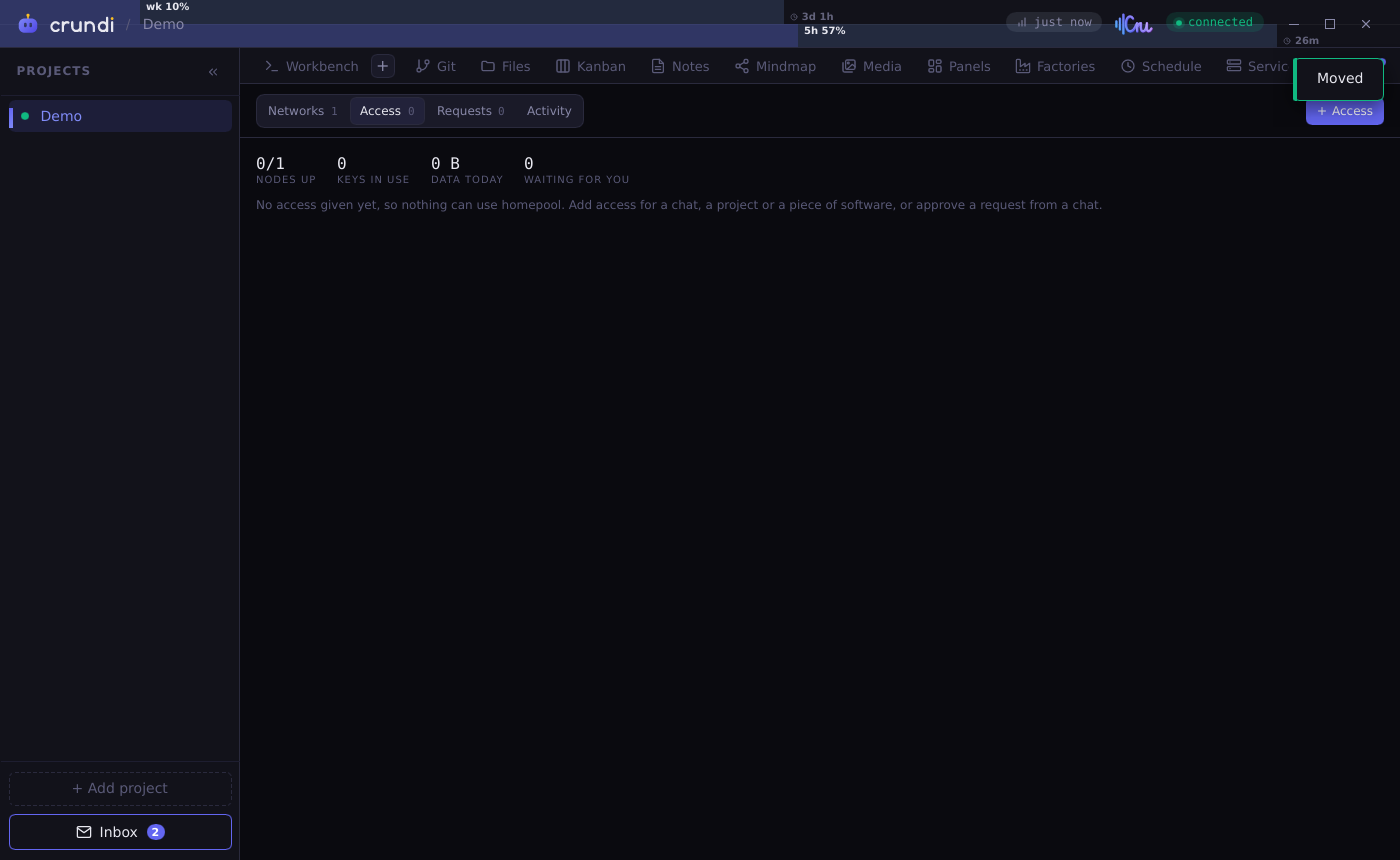 wk 10%
crundi / Demo
3d 1h
5h 57%
just now
Cru
connected
26m
PROJECTS
«
Workbench
+
Git
Files
Kanban
Notes
Mindmap
Media
Panels
Factories
Schedule
Servic
Moved
Demo
Networks 1
Access 0
Requests 0
Activity
+ Access
0/1
NODES UP
0
KEYS IN USE
0 B
DATA TODAY
0
WAITING FOR YOU
No access given yet, so nothing can use homepool. Add access for a chat, a project or a piece of software, or approve a request from a chat.
+ Add project
Inbox 2